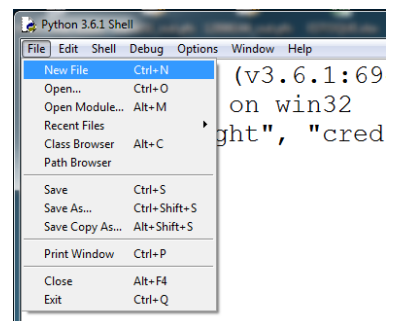 Python 3.6.1 Shell
File Edit Shell Debug Options Window Help
New File Ctrl+N
(v3.6.1:69
Open... Ctrl+O
on win32
Open Module... Alt+M
Recent Files
ght", "cred
Class Browser Alt+C
Path Browser
Save Ctrl+S
Save As... Ctrl+Shift+S
Save Copy As... Alt+Shift+S
Print Window Ctrl+P
Close Alt+F4
Exit Ctrl+Q